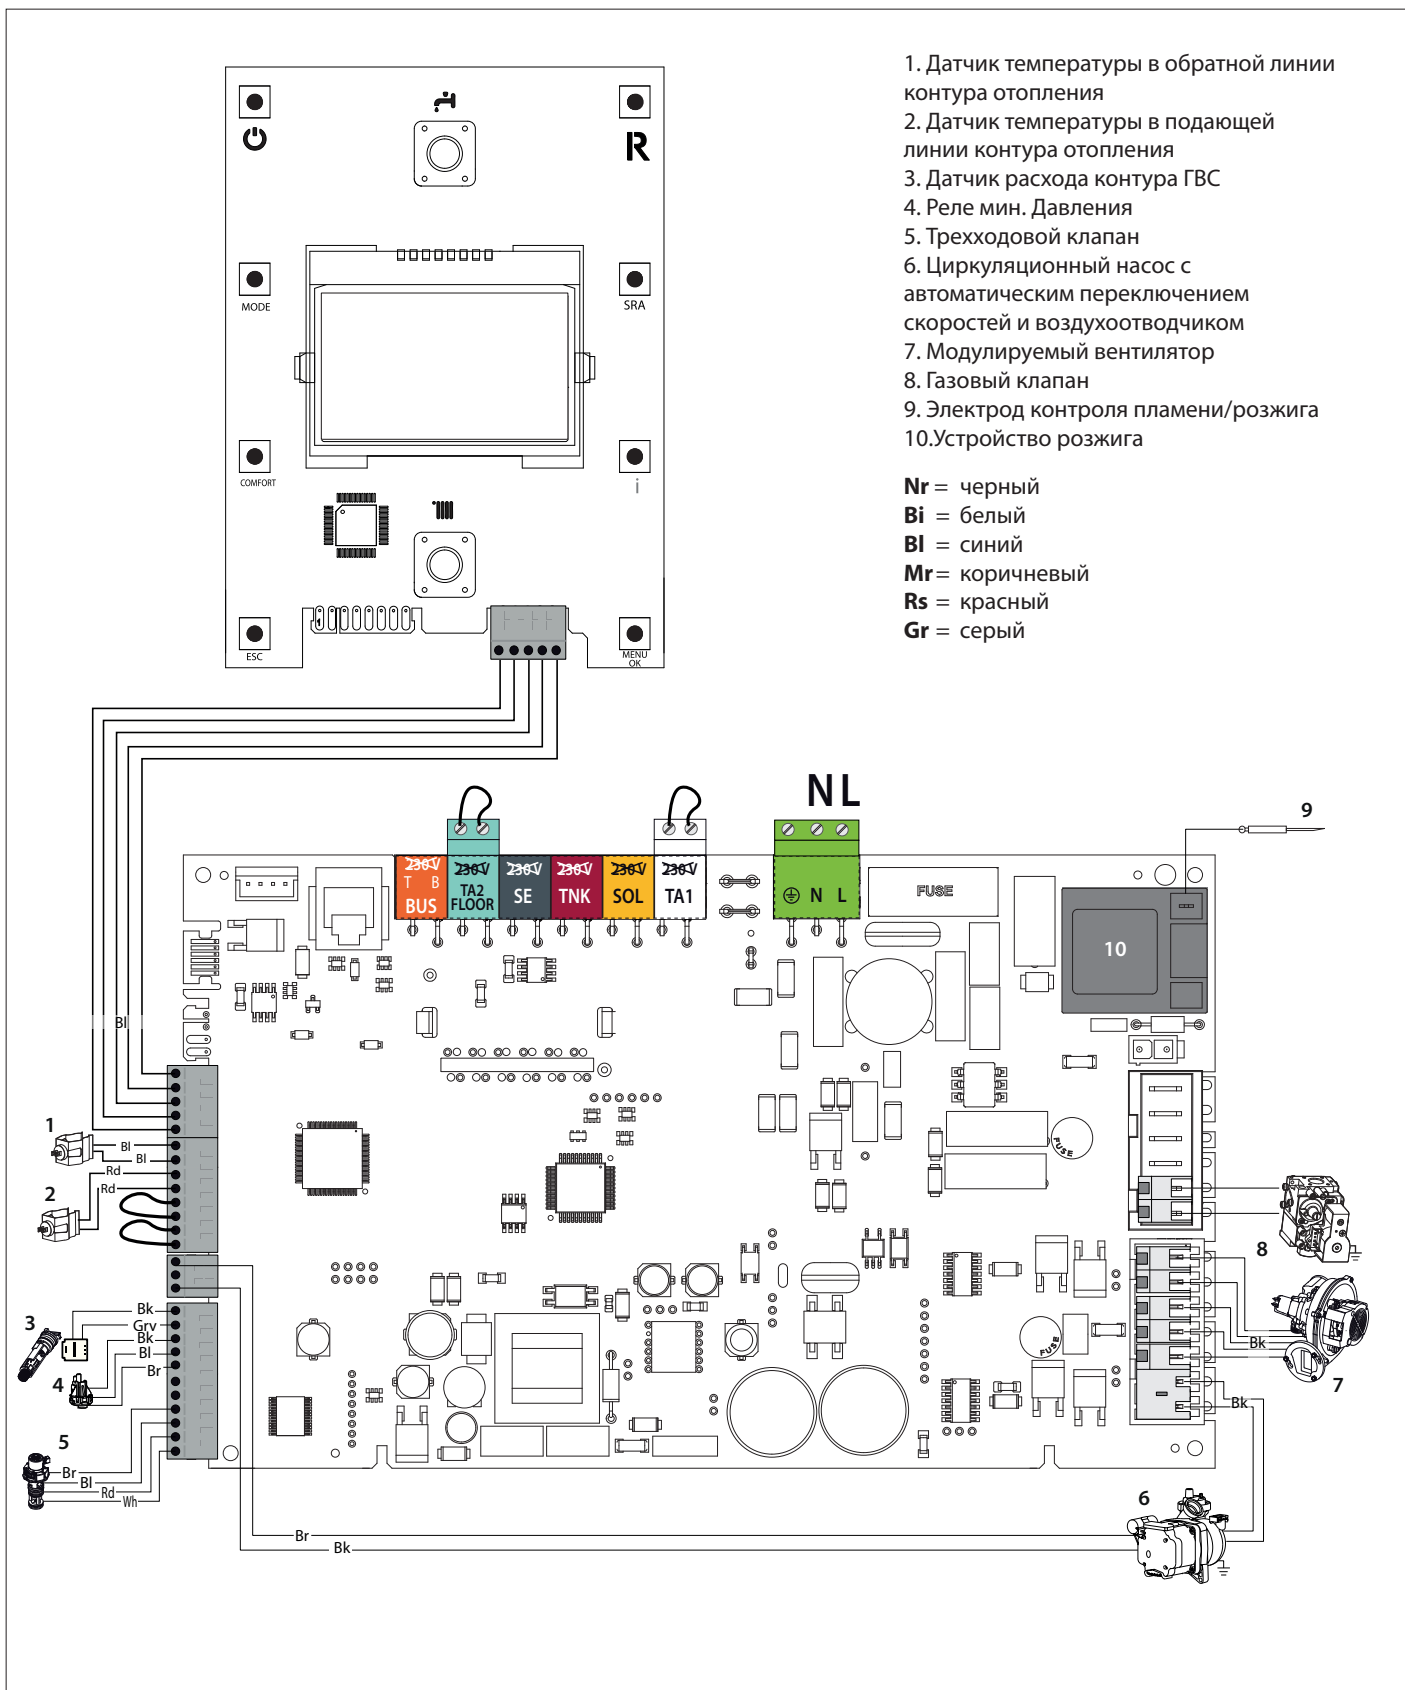 1. Датчик температуры в обратной линии
контура отопления
2. Датчик температуры в подающей
линии контура отопления
3. Датчик расхода контура ГВС
4. Реле мин. Давления
5. Трехходовой клапан
6. Циркуляционный насос с
автоматическим переключением
скоростей и воздухоотводчиком
7. Модулируемый вентилятор
8. Газовый клапан
9. Электрод контроля пламени/розжига
10.Устройство розжига
Nr = черный
Bi = белый
Bl = синий
Mr = коричневый
Rs = красный
Gr = серый
R
MODE
SRA
COMFORT
i
ESC
MENU
OK
N L
9
230V
T B
BUS
230V
TA2
FLOOR
230V
SE
230V
TNK
230V
SOL
230V
TA1
N L
FUSE
10
Bl
1
Bl
Bl
Rd
2
Rd
FUSE
8
3
Bk
Gry
Bk
Bl
Br
4
FUSE
Bk
7
Bk
5
Br
Bl
Rd
Wh
6
Br
Bk